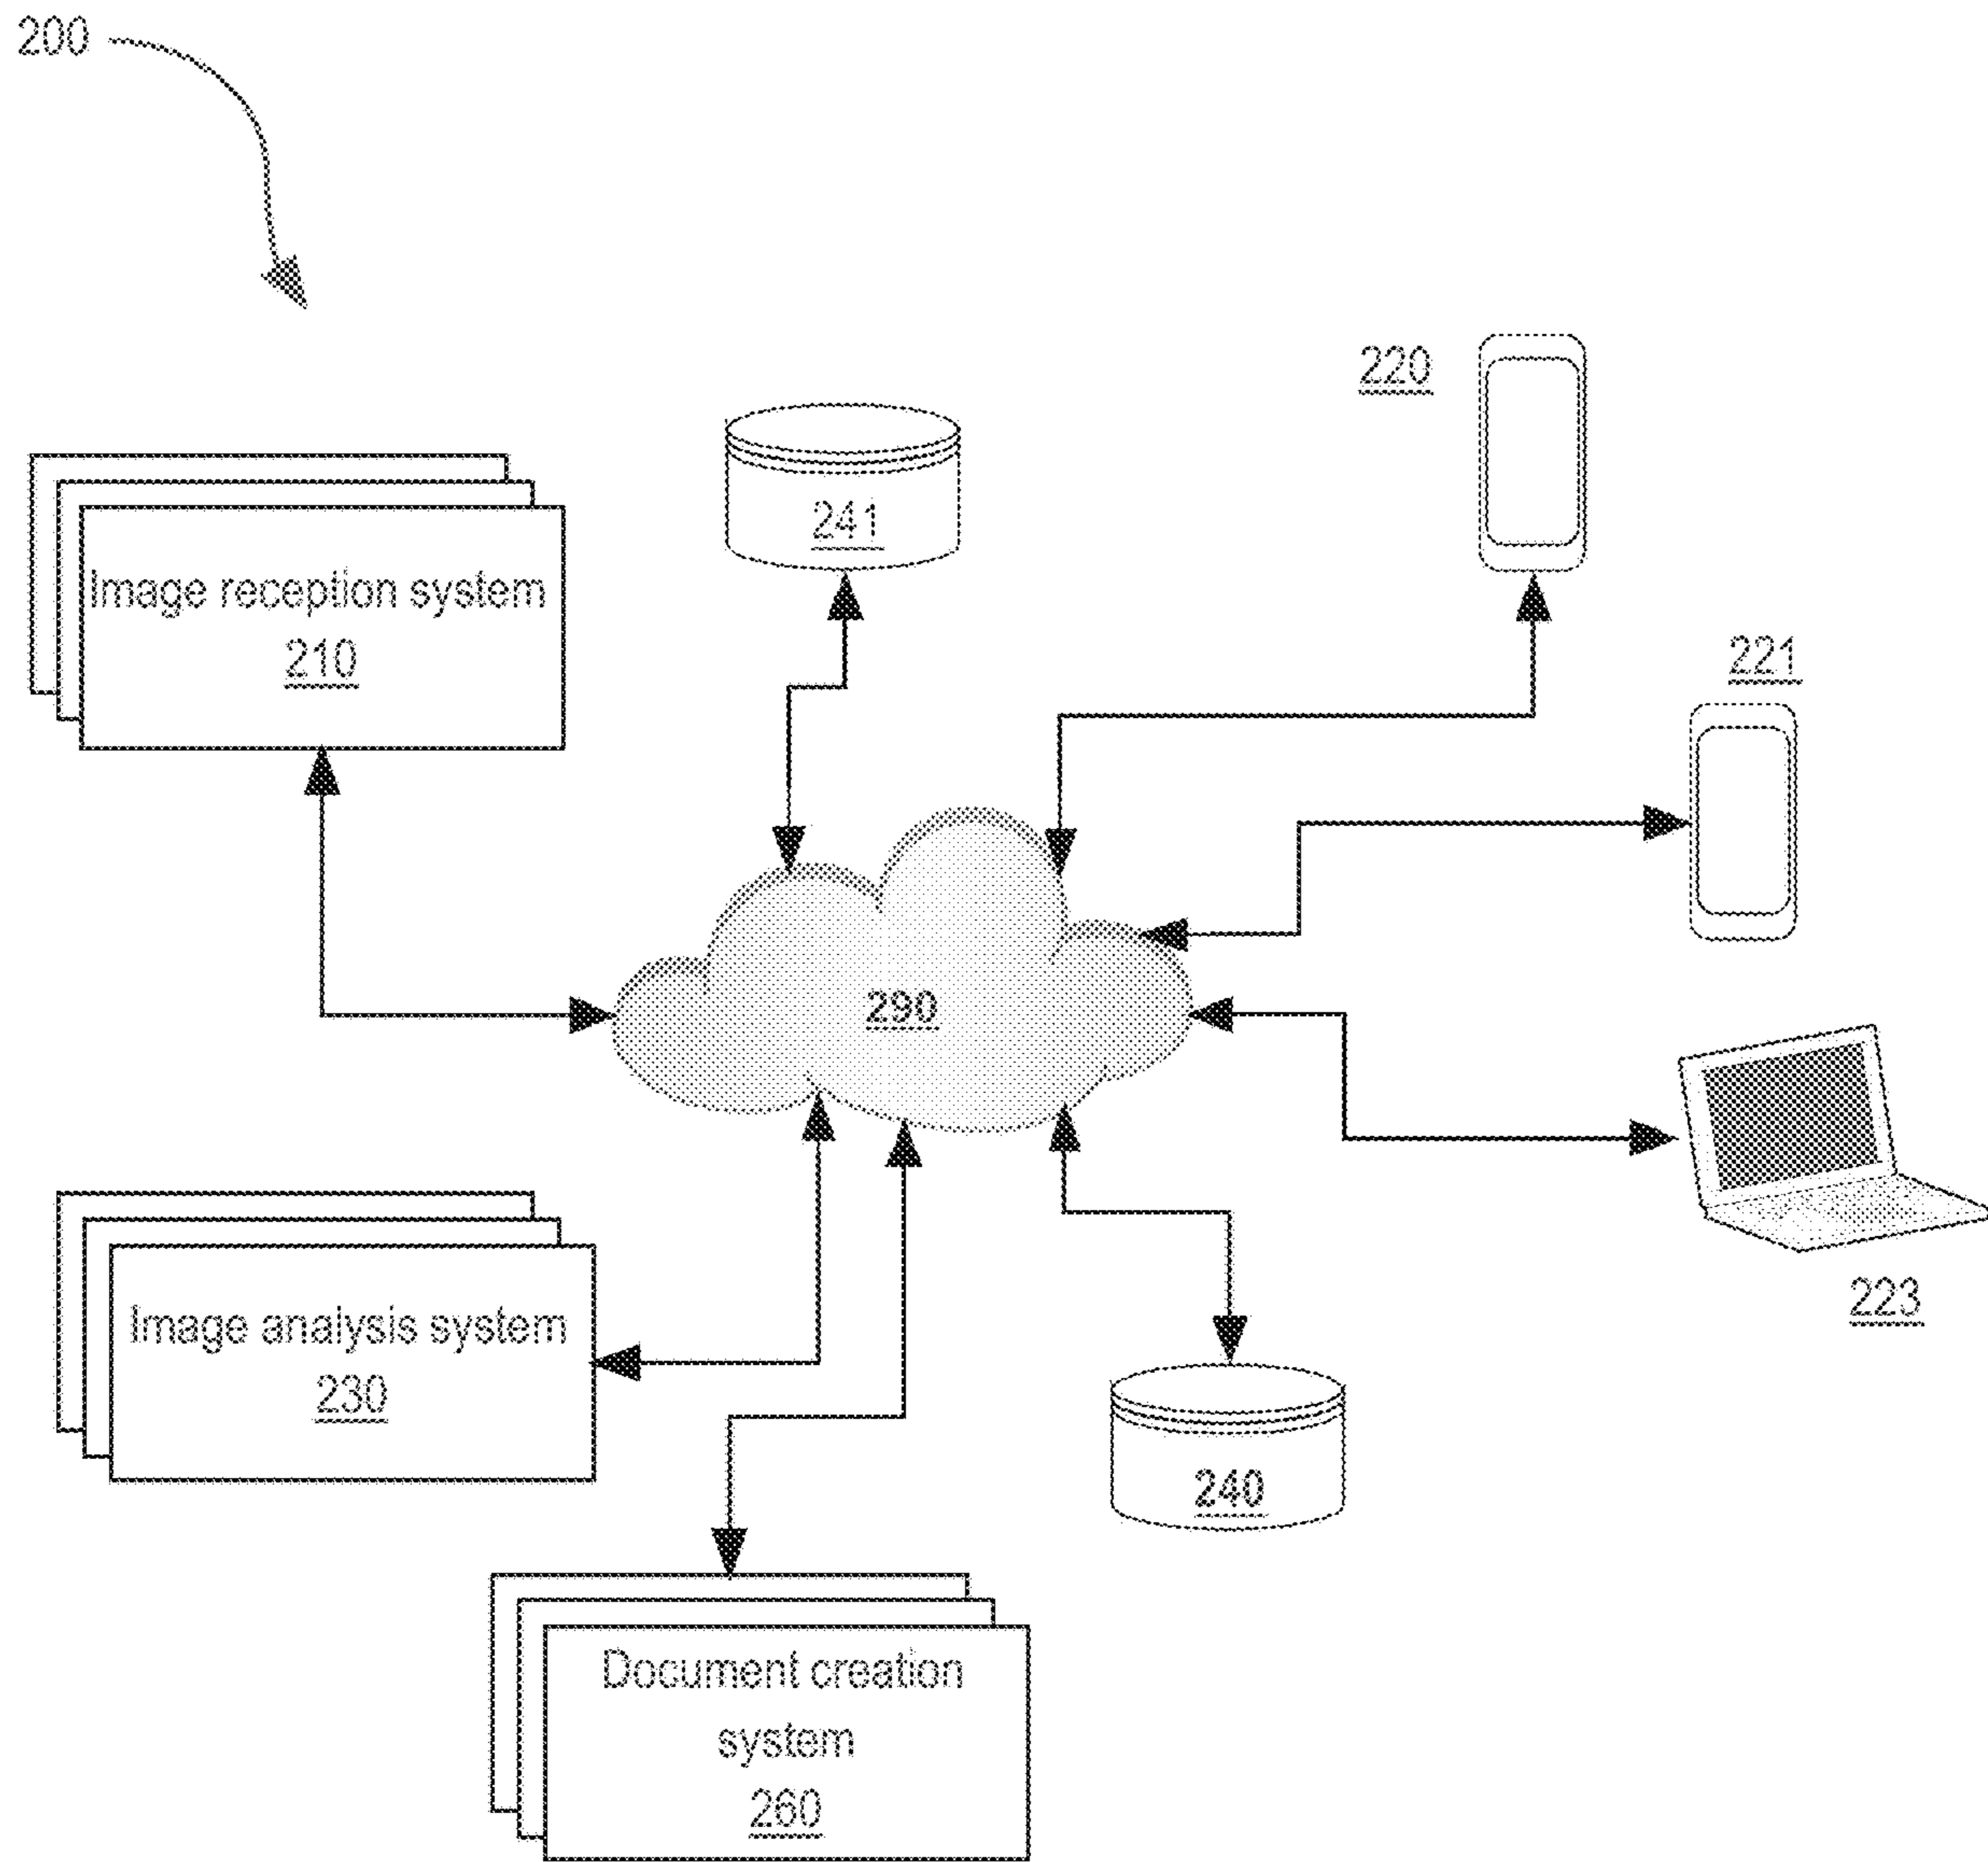 200
220
241
Image reception system
210
221
290
223
Image analysis system
230
240
Document creation
system
260